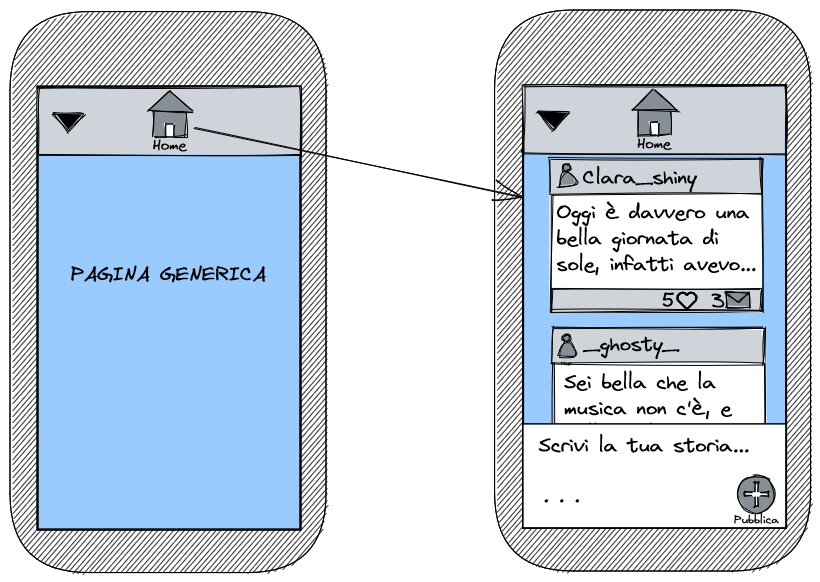 Home
PAGINA GENERICA
Home
Clara_shiny
Oggi è davvero una
bella giornata di
sole, infatti avevo...
5 3
_ghosty_
Sei bella che la
musica non c'è, e
Scrivi la tua storia...
...
Pubblica